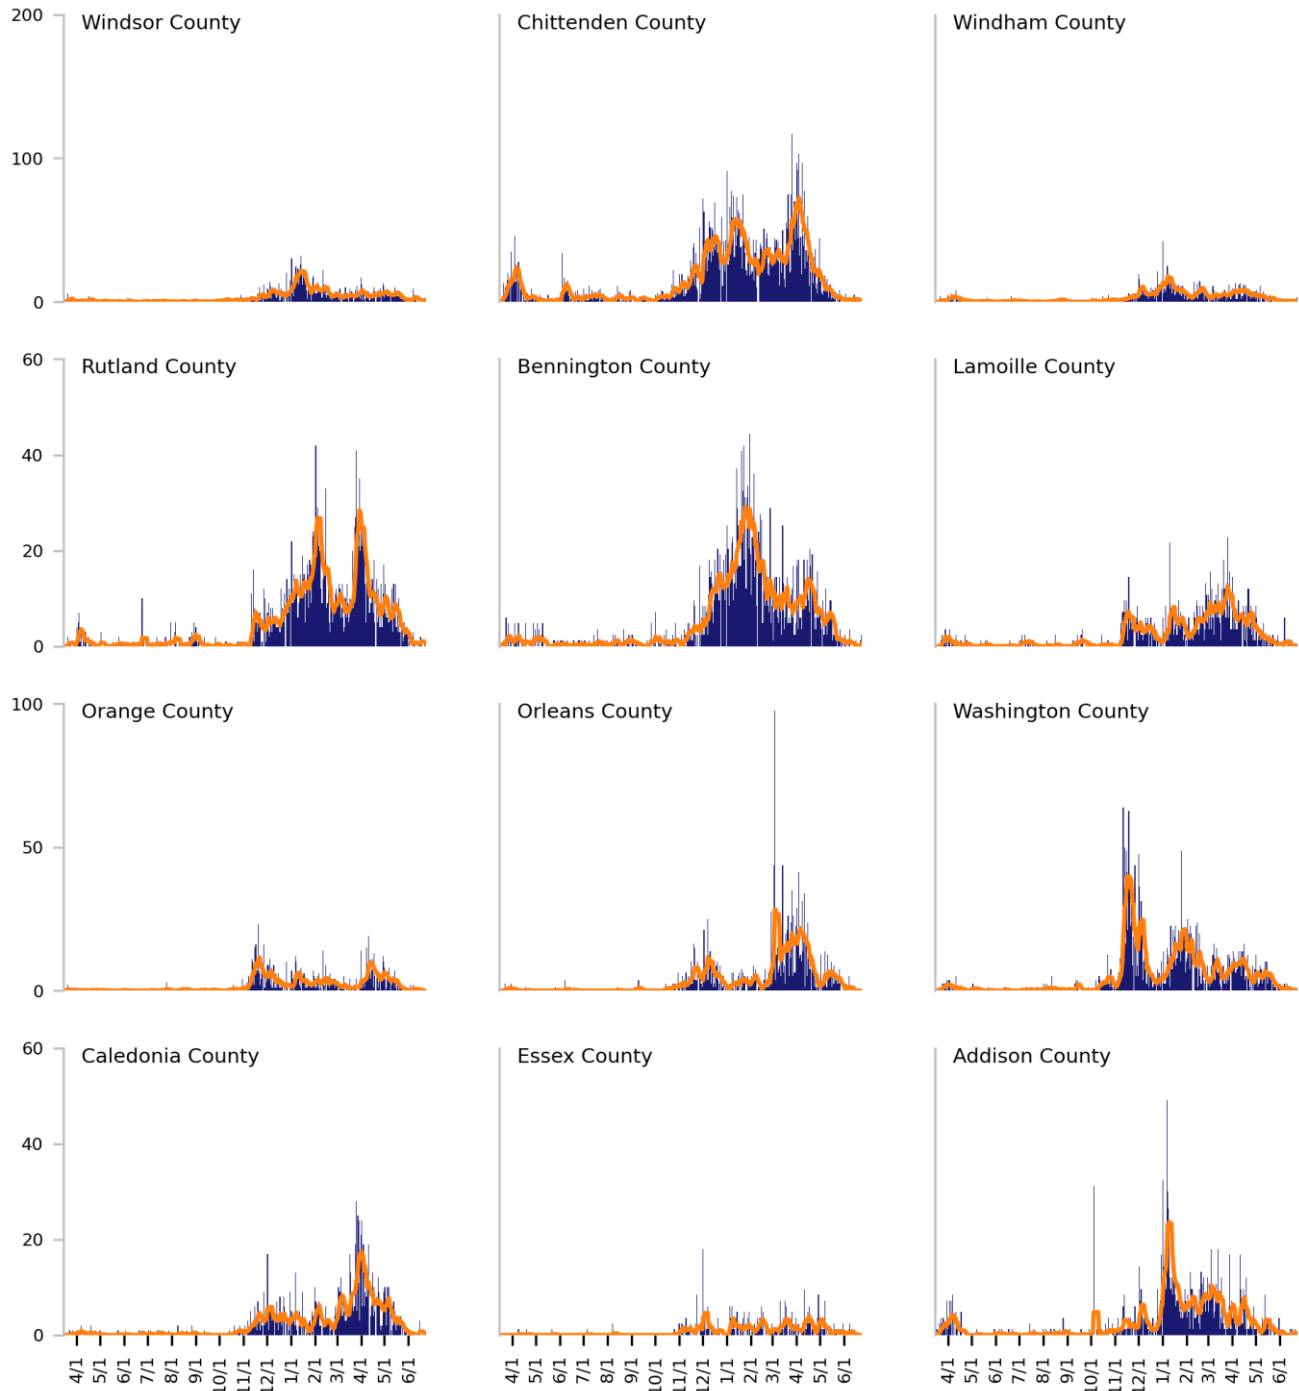 200
Windsor County
Chittenden County
Windham County
100
0
60
Rutland County
Bennington County
Lamoille County
40
20
0
100
Orange County
Orleans County
Washington County
50
0
60
Caledonia County
Essex County
Addison County
40
20
0
4/1 5/1 6/1 7/1 8/1 9/1 10/1 11/1 12/1 1/1 2/1 3/1 4/1 5/1 6/1
4/1 5/1 6/1 7/1 8/1 9/1 10/1 11/1 12/1 1/1 2/1 3/1 4/1 5/1 6/1
4/1 5/1 6/1 7/1 8/1 9/1 10/1 11/1 12/1 1/1 2/1 3/1 4/1 5/1 6/1